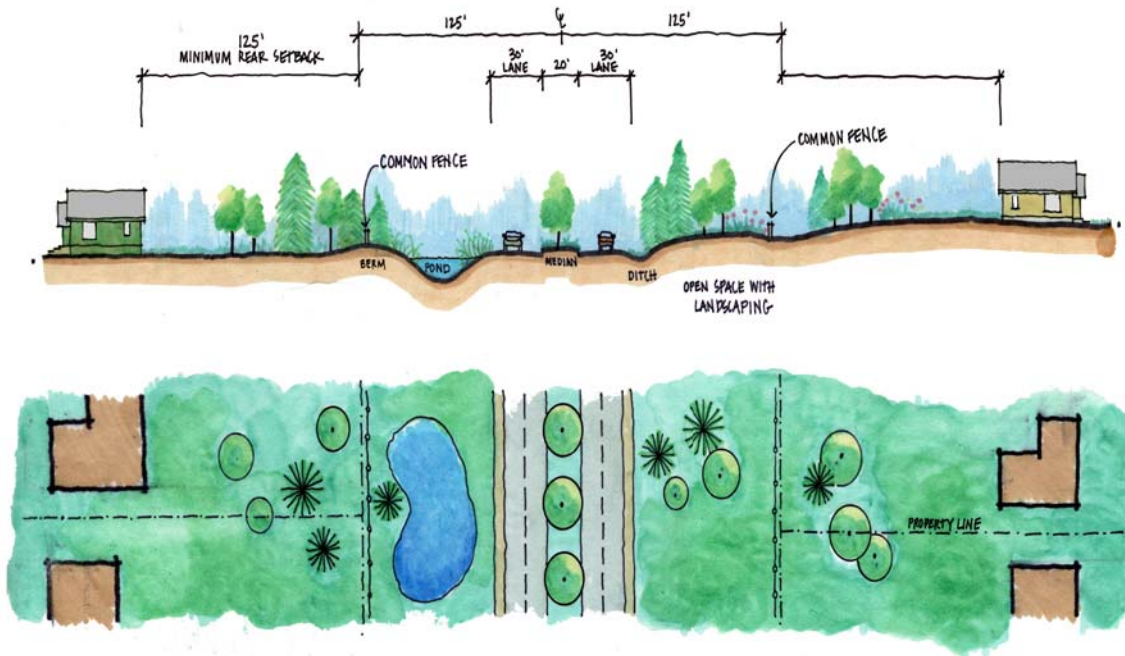 125'
℄
125'
125'
MINIMUM REAR SETBACK
30'
LANE
20'
30'
LANE
COMMON FENCE
COMMON FENCE
BERM
POND
MEDIAN
DITCH
OPEN SPACE WITH
LANDSCAPING
PROPERTY LINE